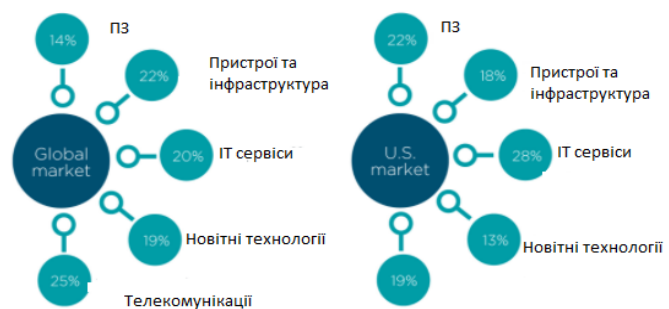 14%
ПЗ
22%
Пристрої та
інфраструктура
Global
market
20%
ІТ сервіси
19%
Новітні технології
25%
Телекомунікації
22%
ПЗ
18%
Пристрої та
інфраструктура
U.S.
market
28%
ІТ сервіси
13%
Новітні технології
19%